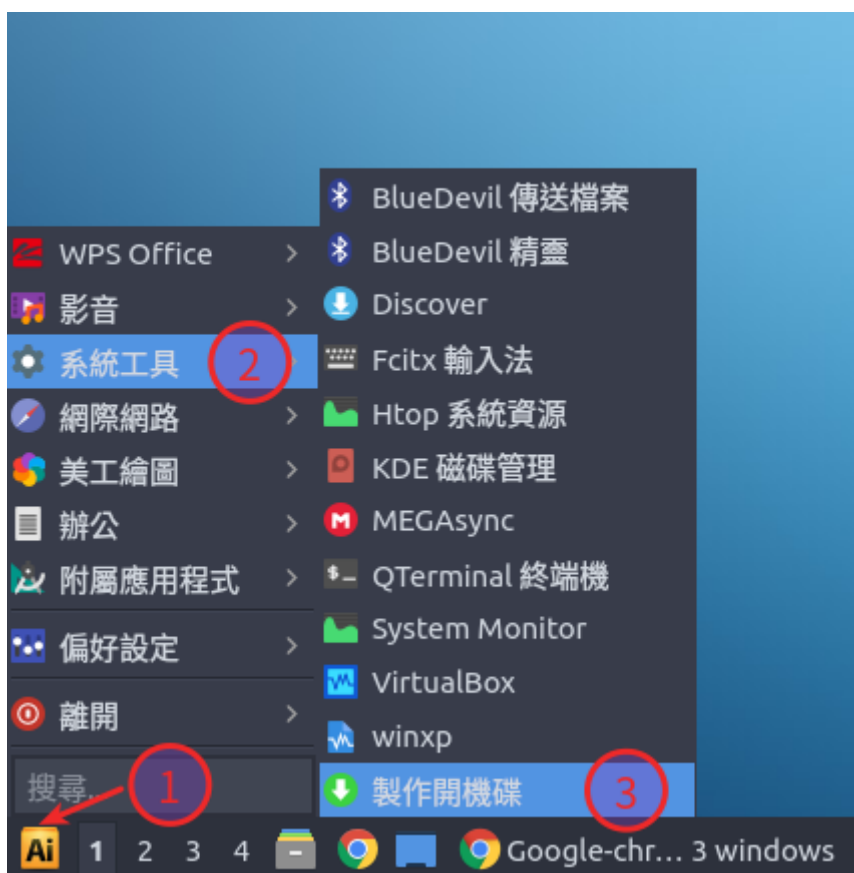 BlueDevil 傳送檔案
BlueDevil 精靈
Discover
Fcitx 輸入法
Htop 系統資源
KDE 磁碟管理
MEGAsync
QTerminal 終端機
System Monitor
VirtualBox
winxp
製作開機碟
3
WPS Office
影音
系統工具
2
網際網路
美工繪圖
辦公
附屬應用程式
偏好設定
離開
搜尋...
1
Ai 1 2 3 4 Google-chr... 3 windows